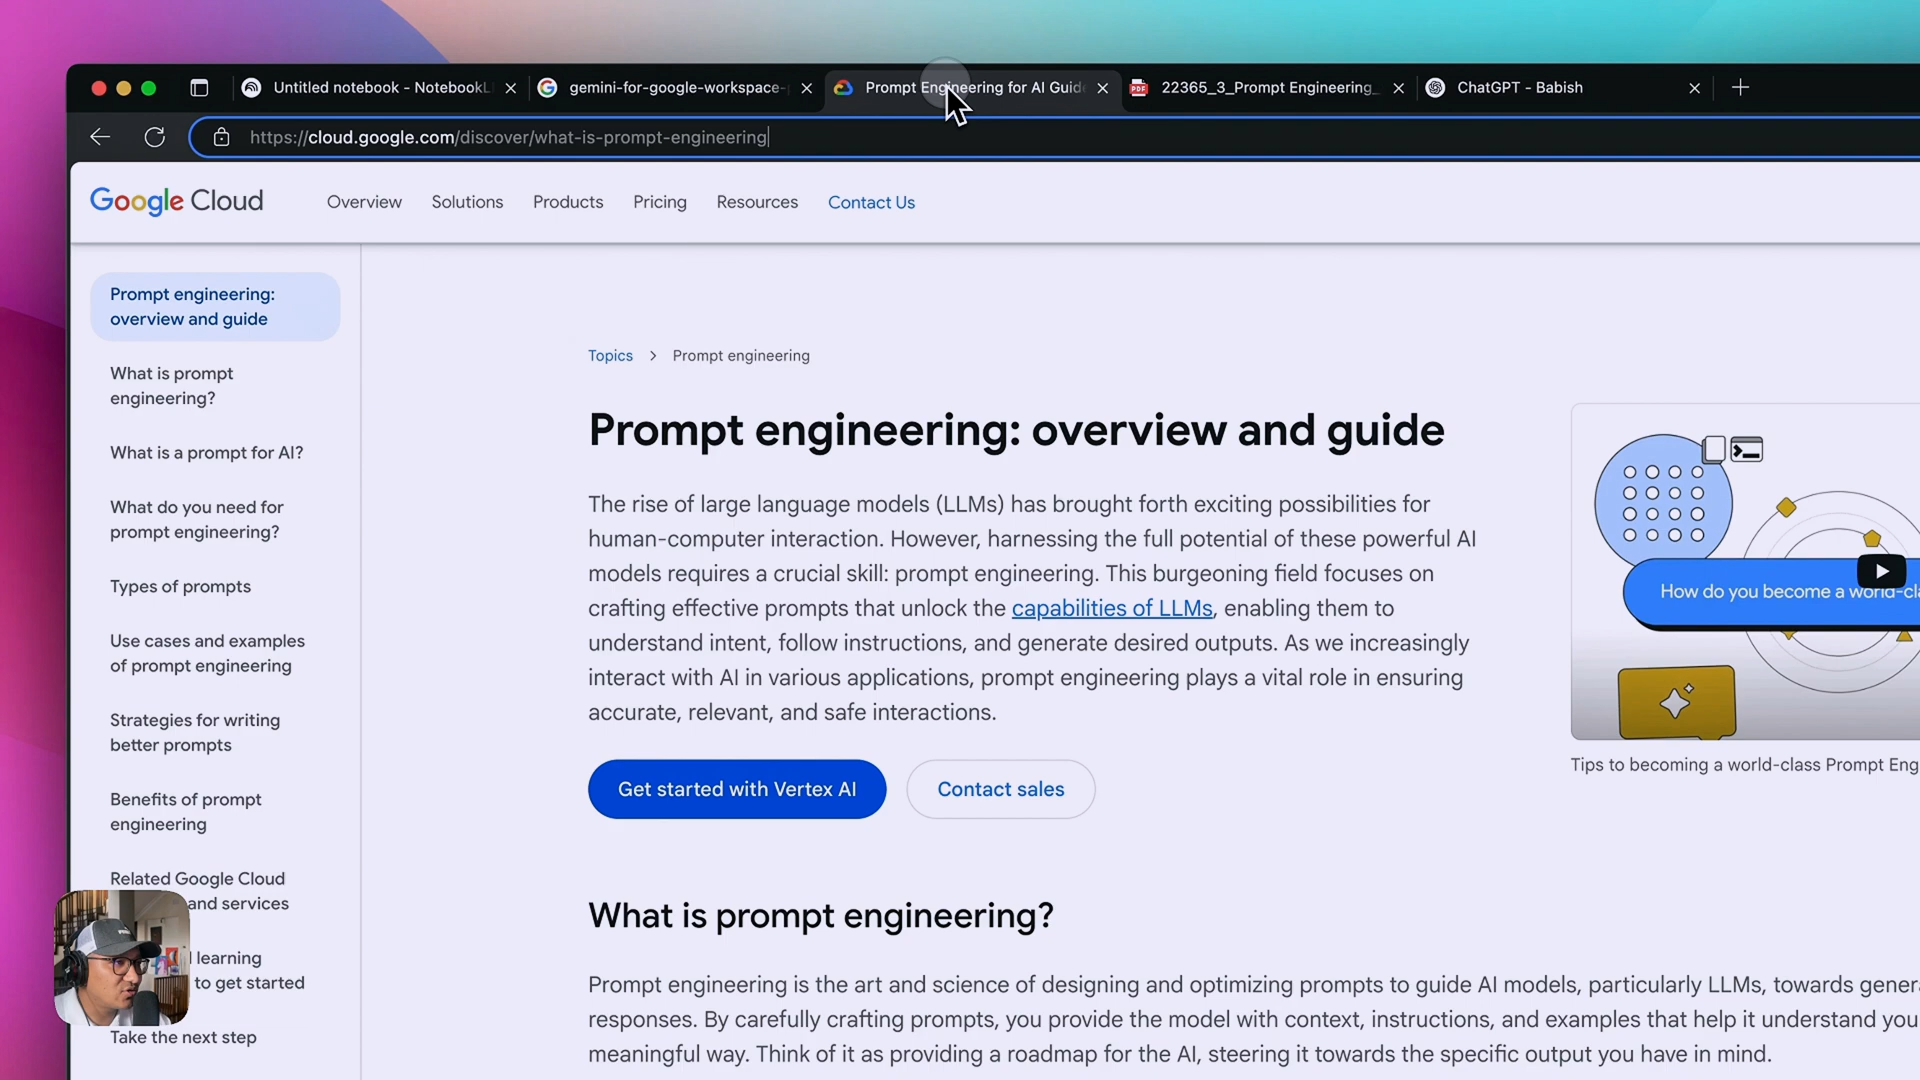 Untitled notebook - NotebookL
gemini-for-google-workspace-
Prompt Engineering for AI Guid
PDF
22365_3_Prompt Engineering_
ChatGPT - Babish
https://cloud.google.com/discover/what-is-prompt-engineering
Google Cloud
Overview
Solutions
Products
Pricing
Resources
Contact Us
Prompt engineering:
overview and guide
What is prompt
engineering?
What is a prompt for AI?
What do you need for
prompt engineering?
Types of prompts
Use cases and examples
of prompt engineering
Strategies for writing
better prompts
Benefits of prompt
engineering
Related Google Cloud
and services
learning
to get started
Take the next step
Topics > Prompt engineering
Prompt engineering: overview and guide
The rise of large language models (LLMs) has brought forth exciting possibilities for
human-computer interaction. However, harnessing the full potential of these powerful AI
models requires a crucial skill: prompt engineering. This burgeoning field focuses on
crafting effective prompts that unlock the capabilities of LLMs, enabling them to
understand intent, follow instructions, and generate desired outputs. As we increasingly
interact with AI in various applications, prompt engineering plays a vital role in ensuring
accurate, relevant, and safe interactions.
Get started with Vertex AI
Contact sales
How do you become a world-cl
Tips to becoming a world-class Prompt Eng
What is prompt engineering?
Prompt engineering is the art and science of designing and optimizing prompts to guide AI models, particularly LLMs, towards genera
responses. By carefully crafting prompts, you provide the model with context, instructions, and examples that help it understand you
meaningful way. Think of it as providing a roadmap for the AI, steering it towards the specific output you have in mind.